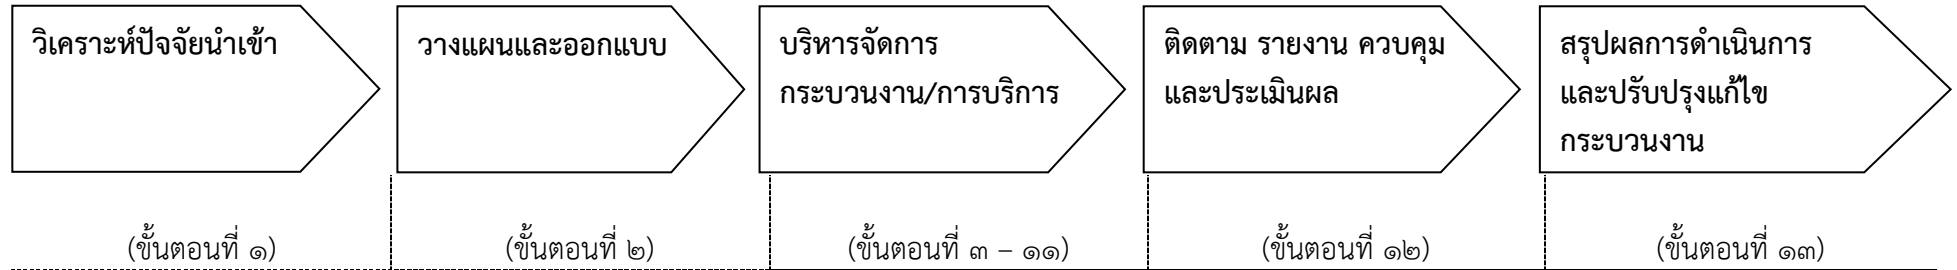 วิเคราะห์ปัจจัยนำเข้า
วางแผนและออกแบบ
บริหารจัดการ
กระบวนงาน/การบริการ
ติดตาม รายงาน ควบคุม
และประเมินผล
สรุปผลการดำเนินการ
และปรับปรุงแก้ไข
กระบวนงาน
(ขั้นตอนที่ ๑)
(ขั้นตอนที่ ๒)
(ขั้นตอนที่ ๓ – ๑๑)
(ขั้นตอนที่ ๑๒)
(ขั้นตอนที่ ๑๓)